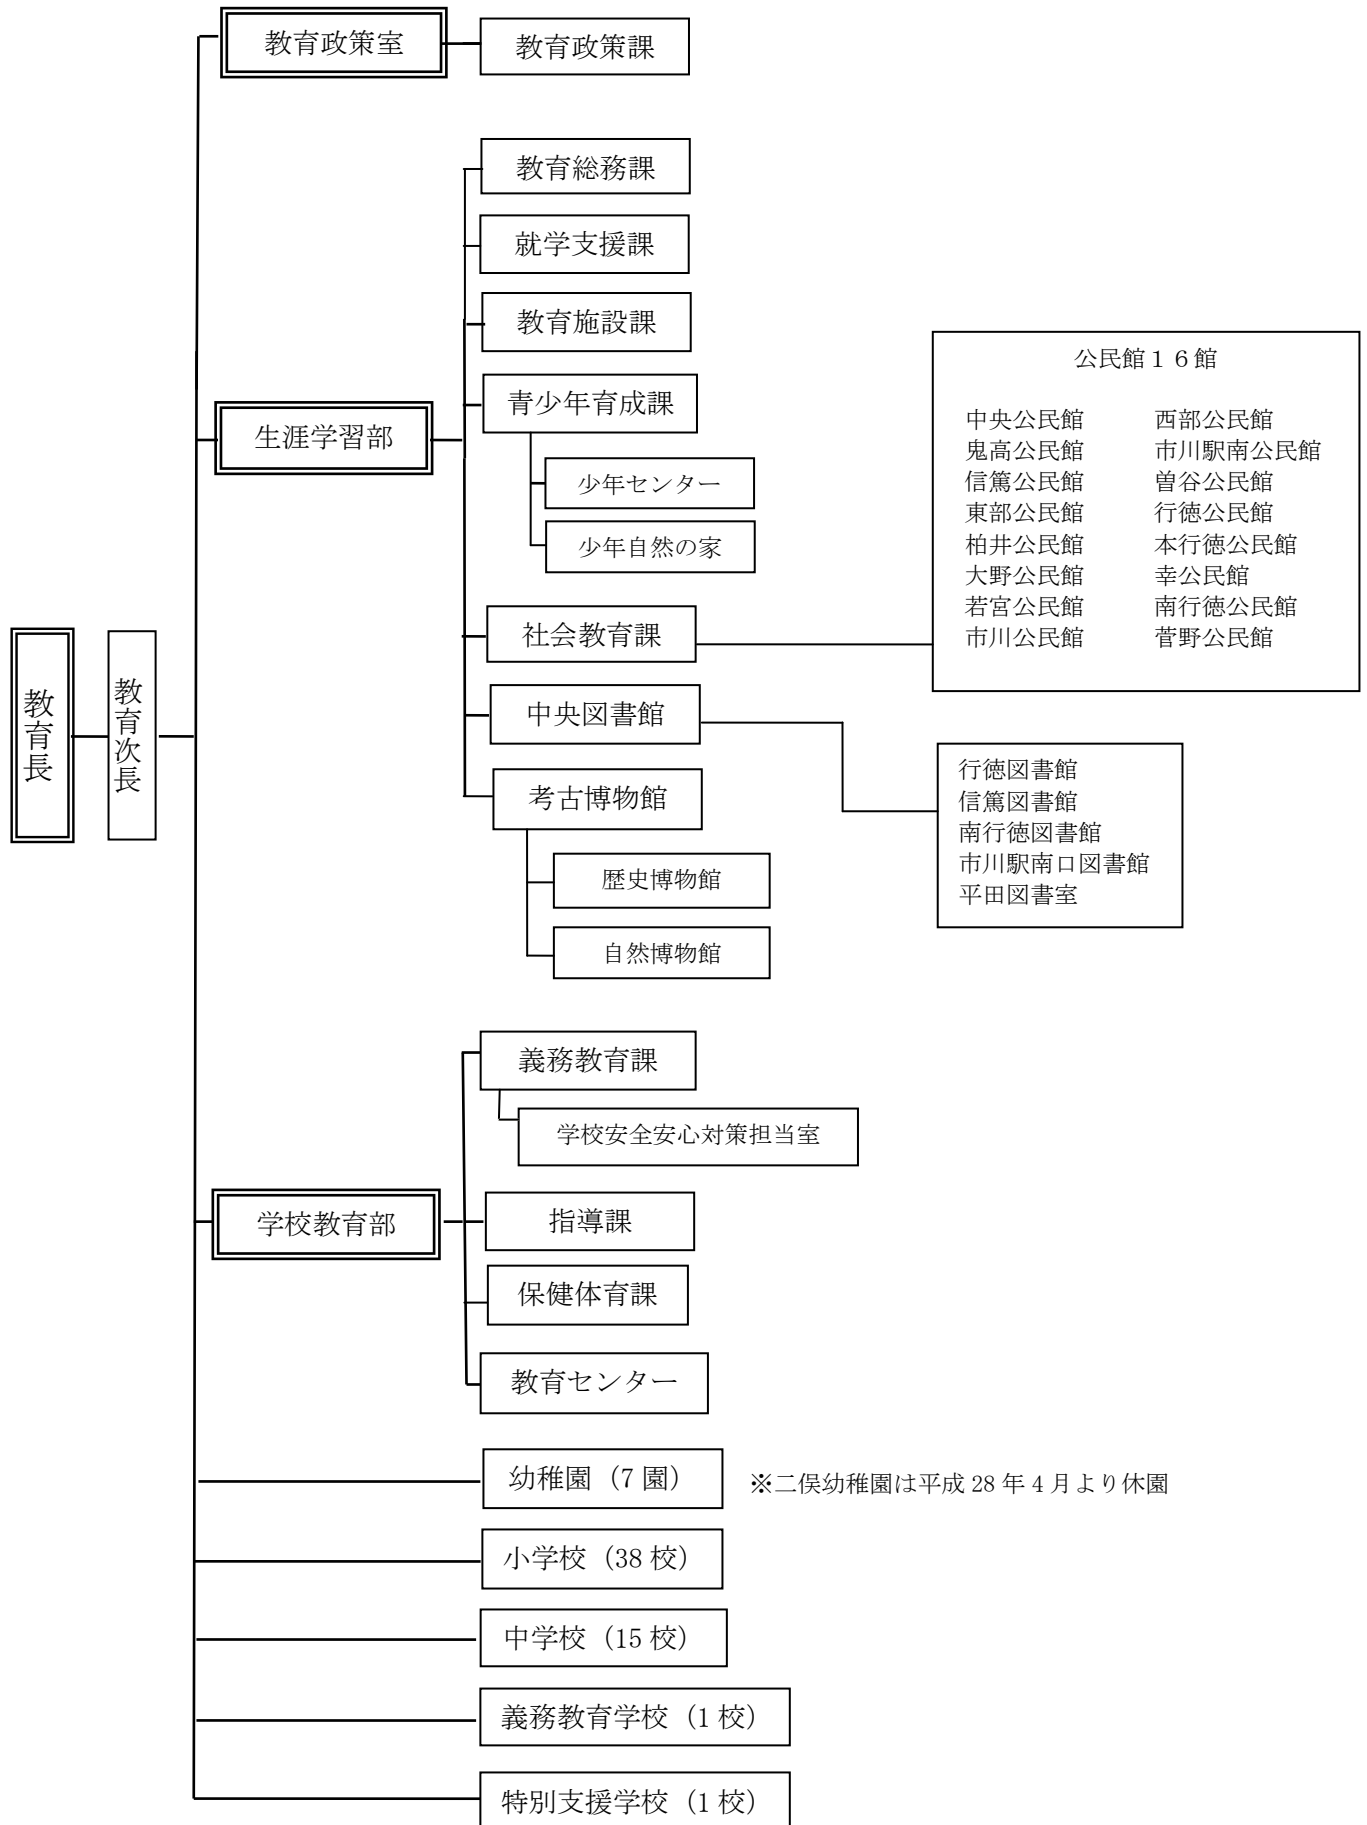 教育政策室
教育政策課
教育総務課
就学支援課
教育施設課
青少年育成課
生涯学習部
少年センター
少年自然の家
社会教育課
中央図書館
考古博物館
歴史博物館
自然博物館
公民館１６館
中央公民館 西部公民館
鬼高公民館 市川駅南公民館
信篤公民館 曽谷公民館
東部公民館 行徳公民館
柏井公民館 本行徳公民館
大野公民館 幸公民館
若宮公民館 南行徳公民館
市川公民館 菅野公民館
行徳図書館
信篤図書館
南行徳図書館
市川駅南口図書館
平田図書室
教育長
教育次長
義務教育課
学校安全安心対策担当室
学校教育部
指導課
保健体育課
教育センター
幼稚園（7 園）
※二俣幼稚園は平成 28 年 4 月より休園
小学校（38 校）
中学校（15 校）
義務教育学校（1 校）
特別支援学校（1 校）